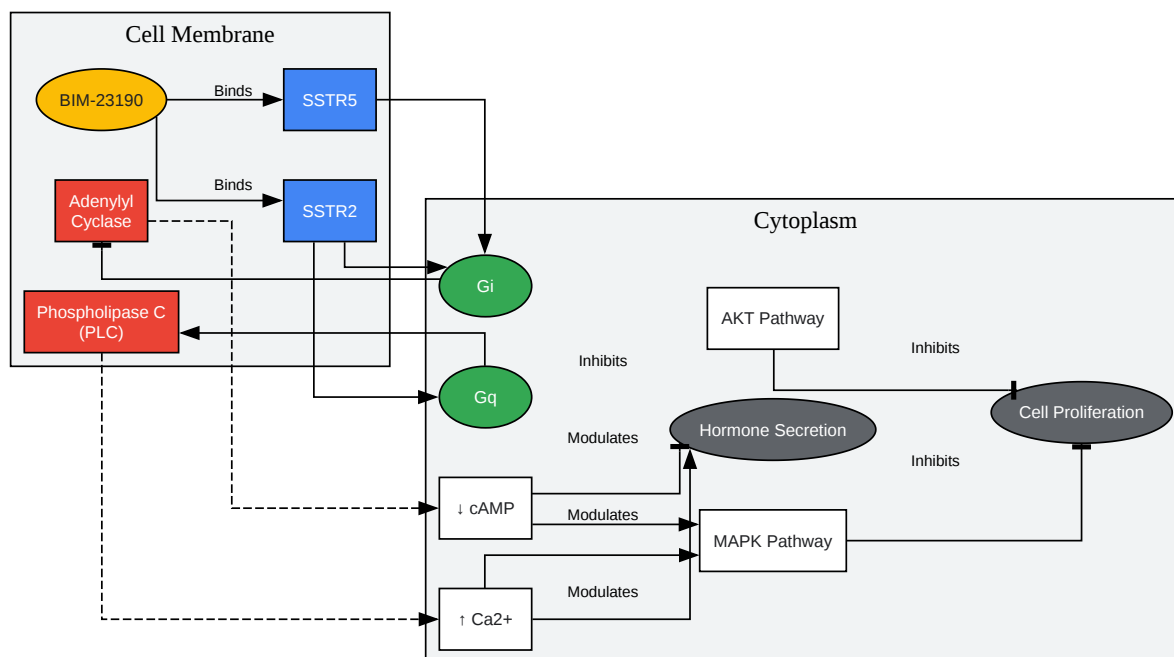 Cell Membrane
BIM-23190
Binds
SSTR5
Adenylyl
Cyclase
Binds
SSTR2
Phospholipase C
(PLC)
Cytoplasm
Gi
Gq
AKT Pathway
Inhibits
Inhibits
Cell Proliferation
Hormone Secretion
Modulates
Inhibits
↓ cAMP
Modulates
MAPK Pathway
Modulates
↑ Ca2+